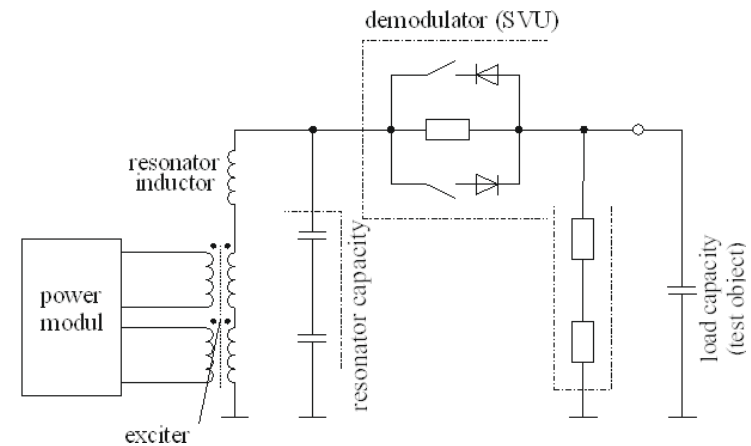 demodulator (SVU)
resonator
inductor
power
modul
exciter
resonator capacity
load capacity
(test object)